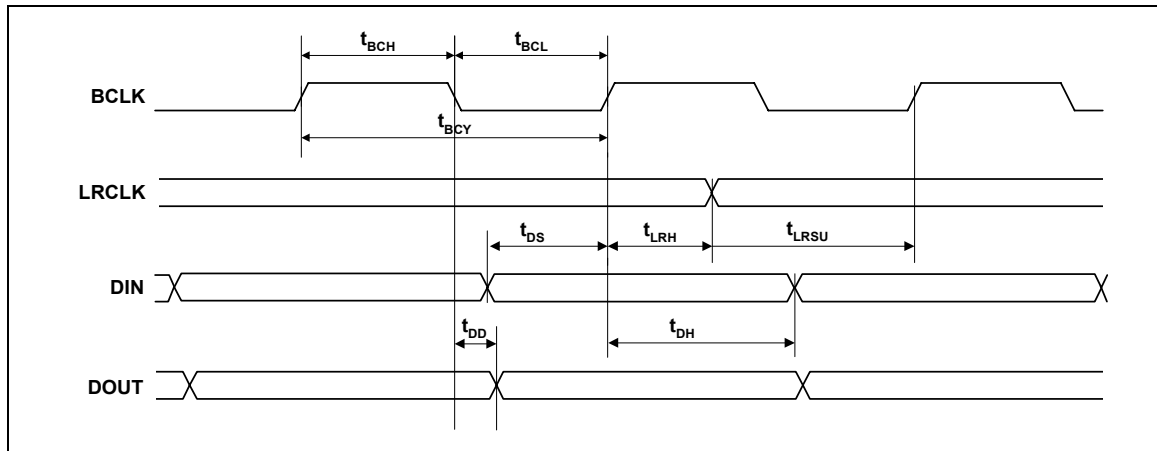 tBCH tBCL
BCLK
tBCY
LRCLK
tDS tLRH tLRSU
DIN
tDD tDH
DOUT